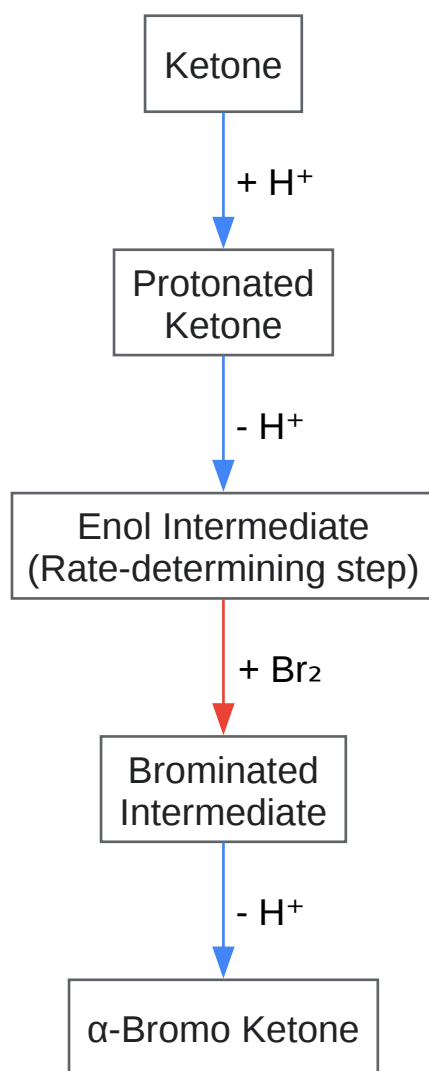 Ketone
+ H⁺
Protonated
Ketone
- H⁺
Enol Intermediate
(Rate-determining step)
+ Br₂
Brominated
Intermediate
- H⁺
α-Bromo Ketone